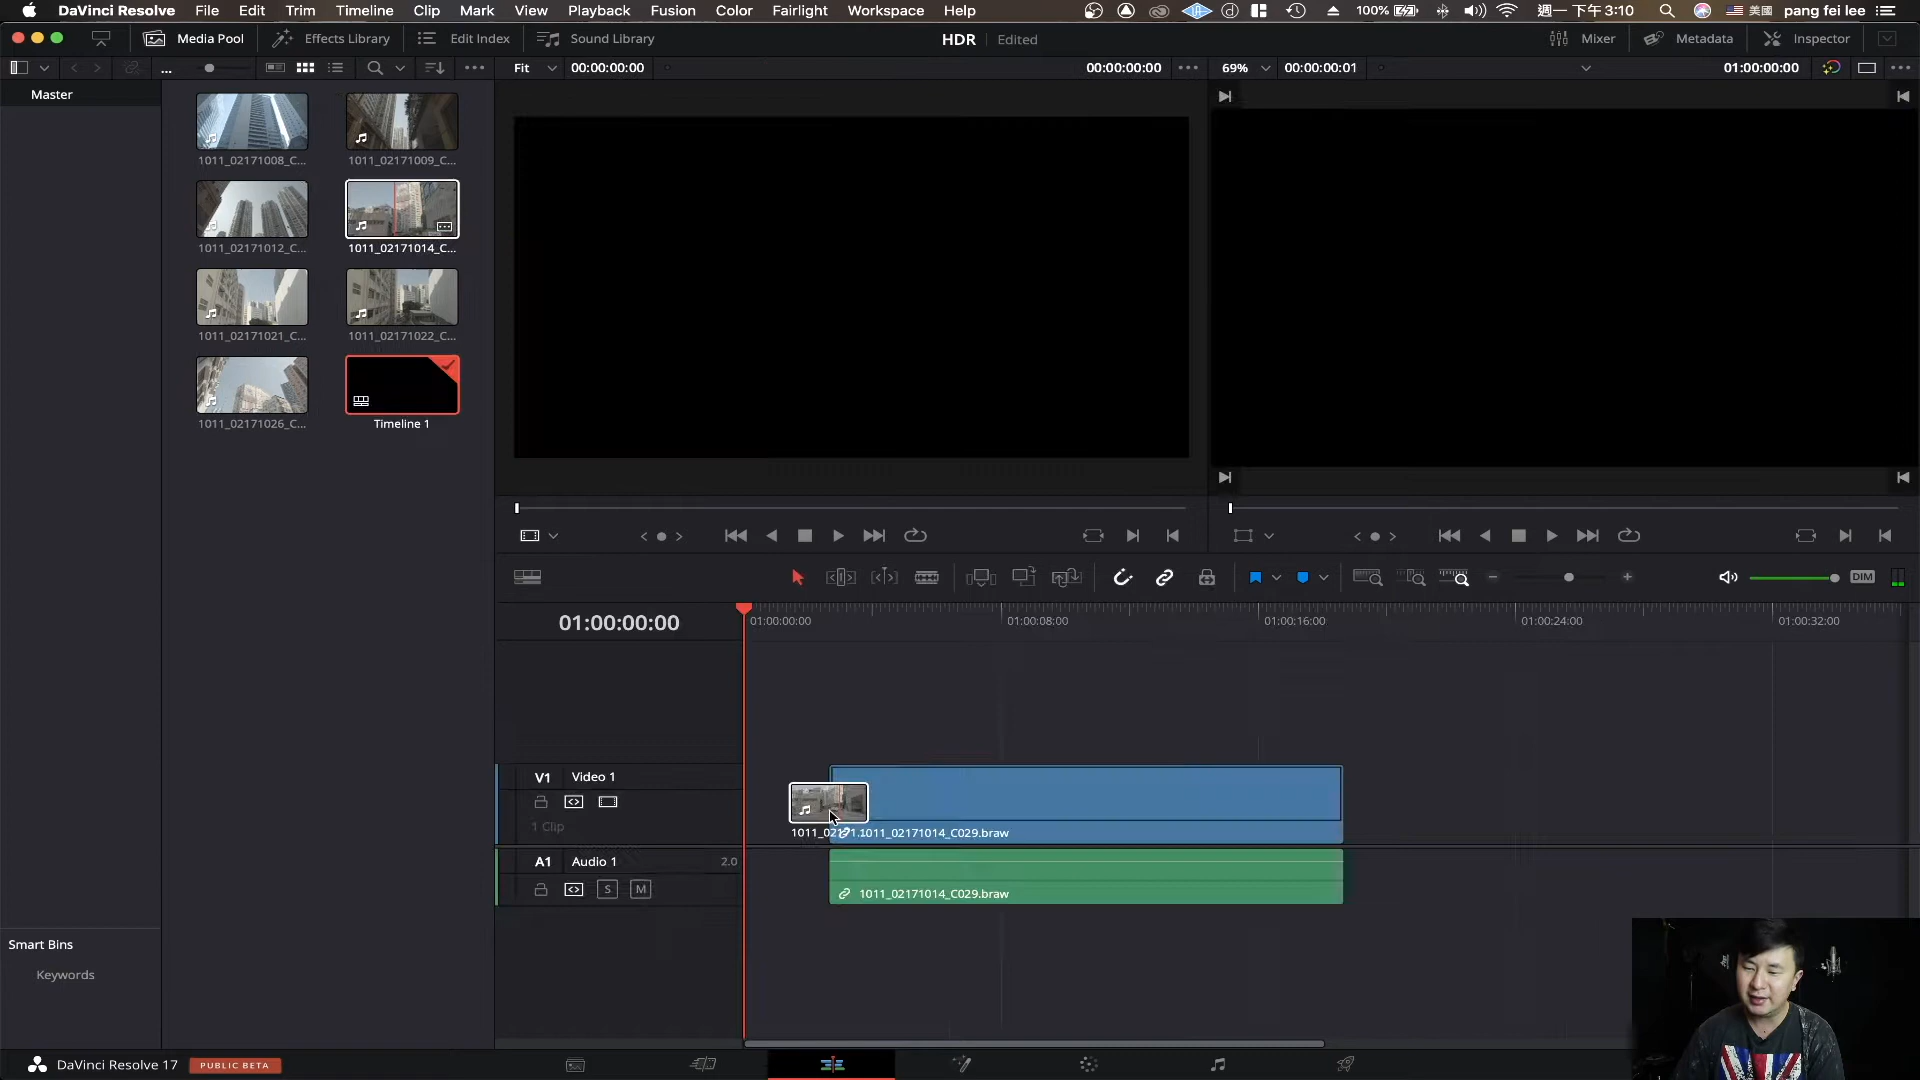 DaVinci Resolve File Edit Trim Timeline Clip Mark View Playback Fusion Color Fairlight Workspace Help 100% 美國 週一 下午 3:10 pang fei lee
Media Pool Effects Library Edit Index Sound Library HDR Edited Mixer Metadata Inspector
... Fit 00:00:00:00 00:00:00:00 69% 00:00:00:01 01:00:00:00
Master
1011_02171008_C... 1011_02171009_C...
1011_02171012_C... 1011_02171014_C...
1011_02171021_C... 1011_02171022_C...
1011_02171026_C... Timeline 1
DIM
01:00:00:00 01:00:00:00 01:00:08:00 01:00:16:00 01:00:24:00 01:00:32:00
V1 Video 1
1 Clip
1011_02171014_C029.braw
A1 Audio 1 2.0
S M
1011_02171014_C029.braw
Smart Bins
Keywords
DaVinci Resolve 17 PUBLIC BETA